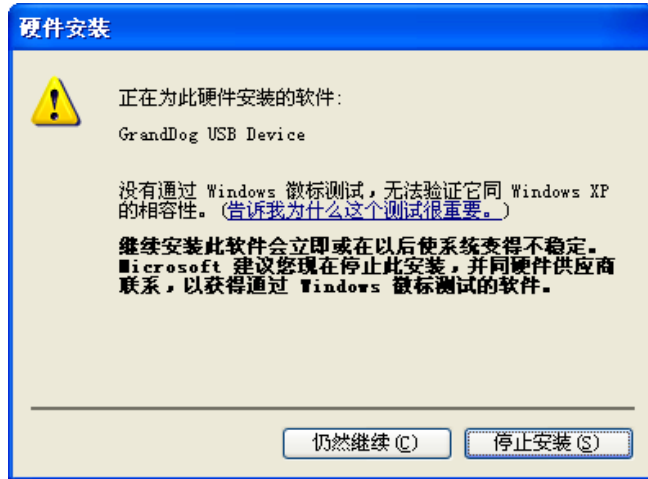 硬件安装
正在为此硬件安装的软件:
GrandDog USB Device
没有通过 Windows 徽标测试，无法验证它同 Windows XP
的相容性。(告诉我为什么这个测试很重要。)
继续安装此软件会立即或在以后使系统变得不稳定。
Microsoft 建议您现在停止此安装，并同硬件供应商
联系，以获得通过 Windows 徽标测试的软件。
仍然继续(C) 停止安装(S)